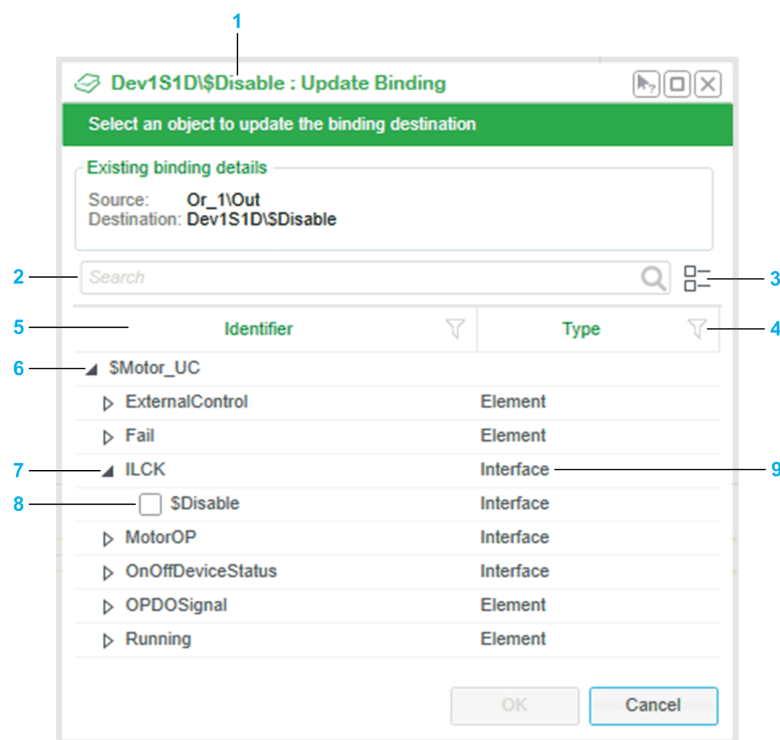 1
Dev1S1D\$Disable : Update Binding
Select an object to update the binding destination
Existing binding details
Source: Or_1\Out
Destination: Dev1S1D\$Disable
2 Search 3
5 Identifier Type 4
6 $Motor_UC
ExternalControl Element
Fail Element
7 ILCK Interface 9
8 $Disable Interface
MotorOP Interface
OnOffDeviceStatus Interface
OPDOSignal Element
Running Element
OK Cancel